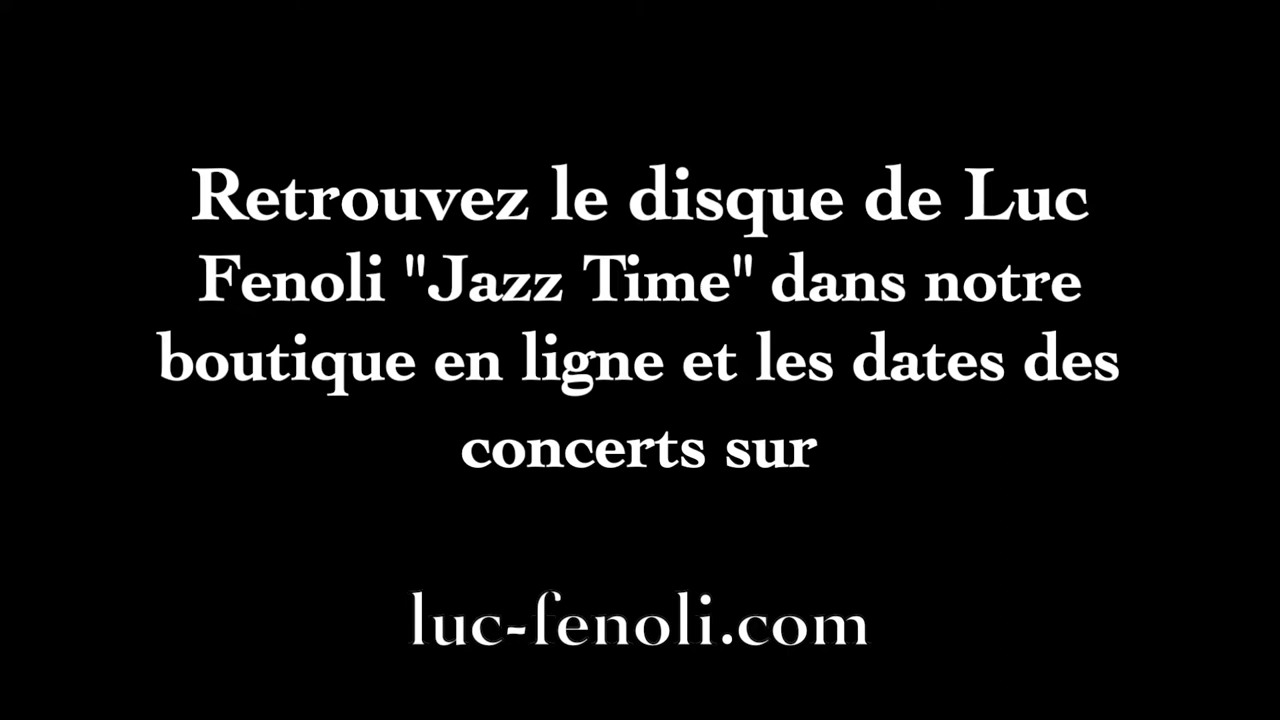 Retrouvez le disque de Luc
Fenoli "Jazz Time" dans notre
boutique en ligne et les dates des
concerts sur
luc-fenoli.com